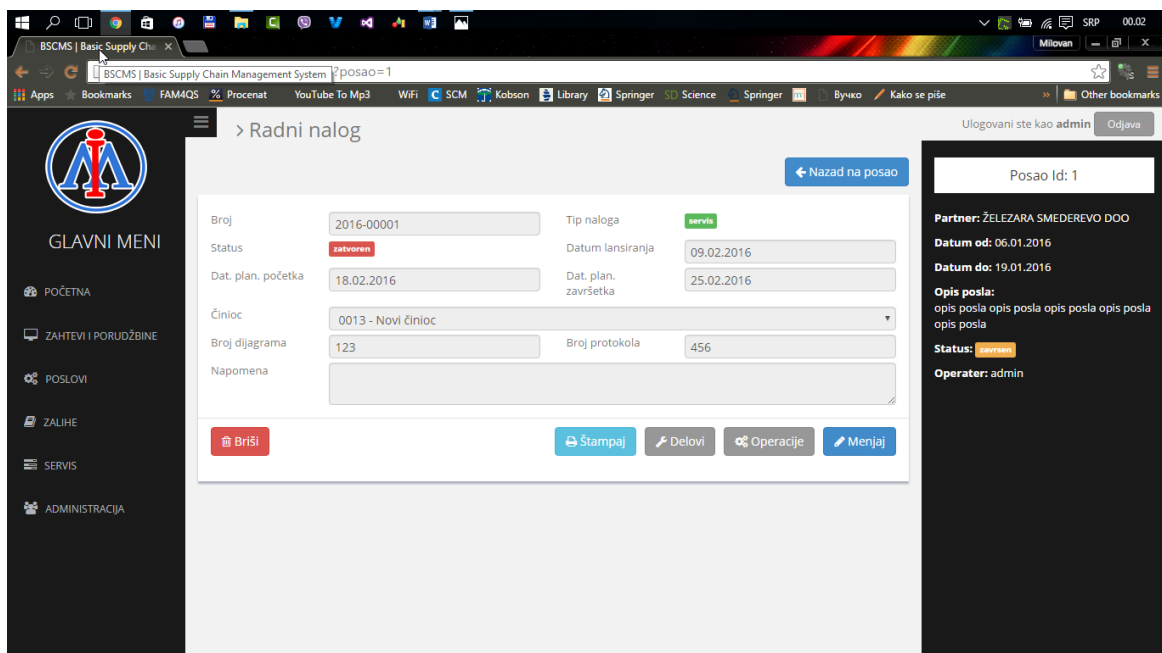 SRP 00.02
BSCMS | Basic Supply Cha
Milovan
BSCMS | Basic Supply Chain Management System
?posao=1
Apps Bookmarks FAM4QS Procenat YouTube To Mp3 WiFi SCM Kobson Library Springer Science Springer Вучко Kako se piše » Other bookmarks
> Radni nalog
Ulogovani ste kao admin Odjava
Nazad na posao
Posao Id: 1
GLAVNI MENI
POČETNA
ZAHTEVI I PORUDŽBINE
POSLOVI
ZALIHE
SERVIS
ADMINISTRACIJA
Broj 2016-00001 Tip naloga servis
Status zatvoren Datum lansiranja 09.02.2016
Dat. plan. početka 18.02.2016 Dat. plan.
završetka 25.02.2016
Činioc 0013 - Novi činioc
Broj dijagrama 123 Broj protokola 456
Napomena
Briši Štampaj Delovi Operacije Menjaj
Partner: ŽELEZARA SMEDEREVO DOO
Datum od: 06.01.2016
Datum do: 19.01.2016
Opis posla:
opis posla opis posla opis posla opis posla
opis posla
Status: zavrsen
Operater: admin